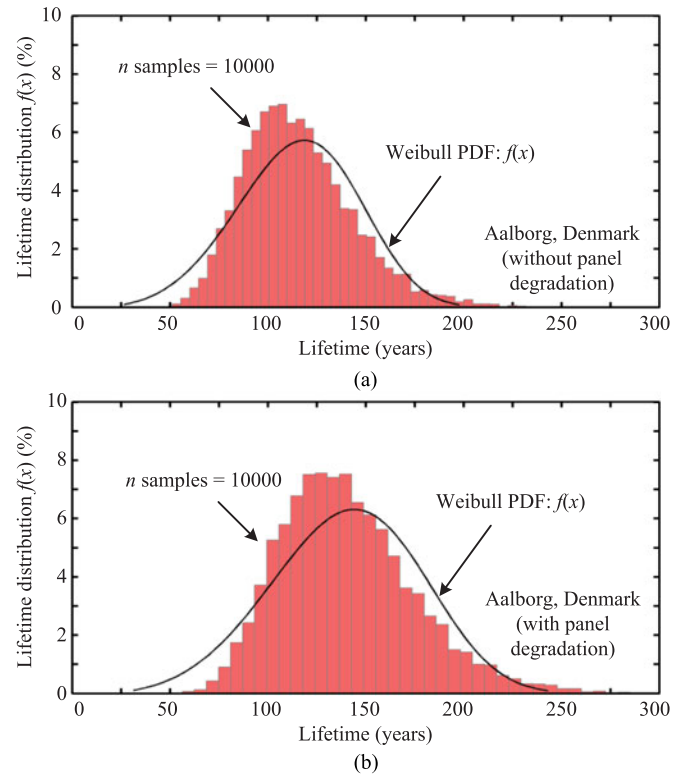 10
8
6
4
2
0
Lifetime distribution f(x) (%)
n samples = 10000
Weibull PDF: f(x)
Aalborg, Denmark
(without panel
degradation)
0 50 100 150 200 250 300
Lifetime (years)
(a)
10
8
6
4
2
0
Lifetime distribution f(x) (%)
n samples = 10000
Weibull PDF: f(x)
Aalborg, Denmark
(with panel
degradation)
0 50 100 150 200 250 300
Lifetime (years)
(b)